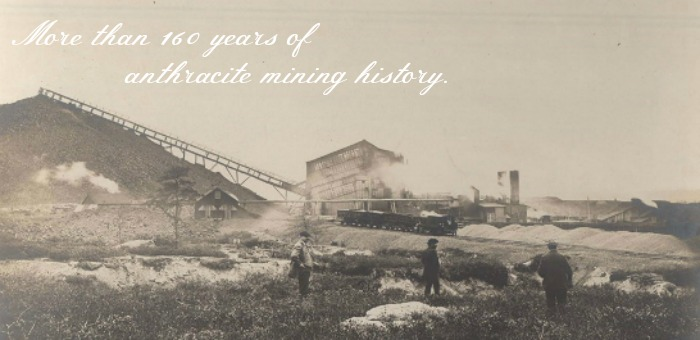 More than 160 years of
anthracite mining history.